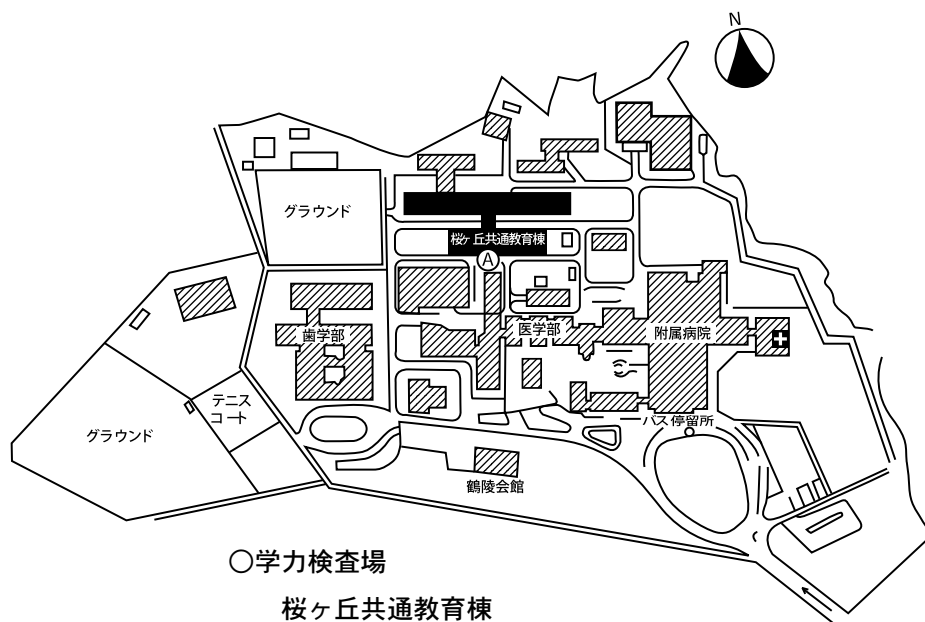 N
グラウンド
桜ヶ丘共通教育棟
A
歯学部
医学部
附属病院
テニス
コート
グラウンド
バス停留所
鶴陵会館
〇学力検査場
桜ヶ丘共通教育棟